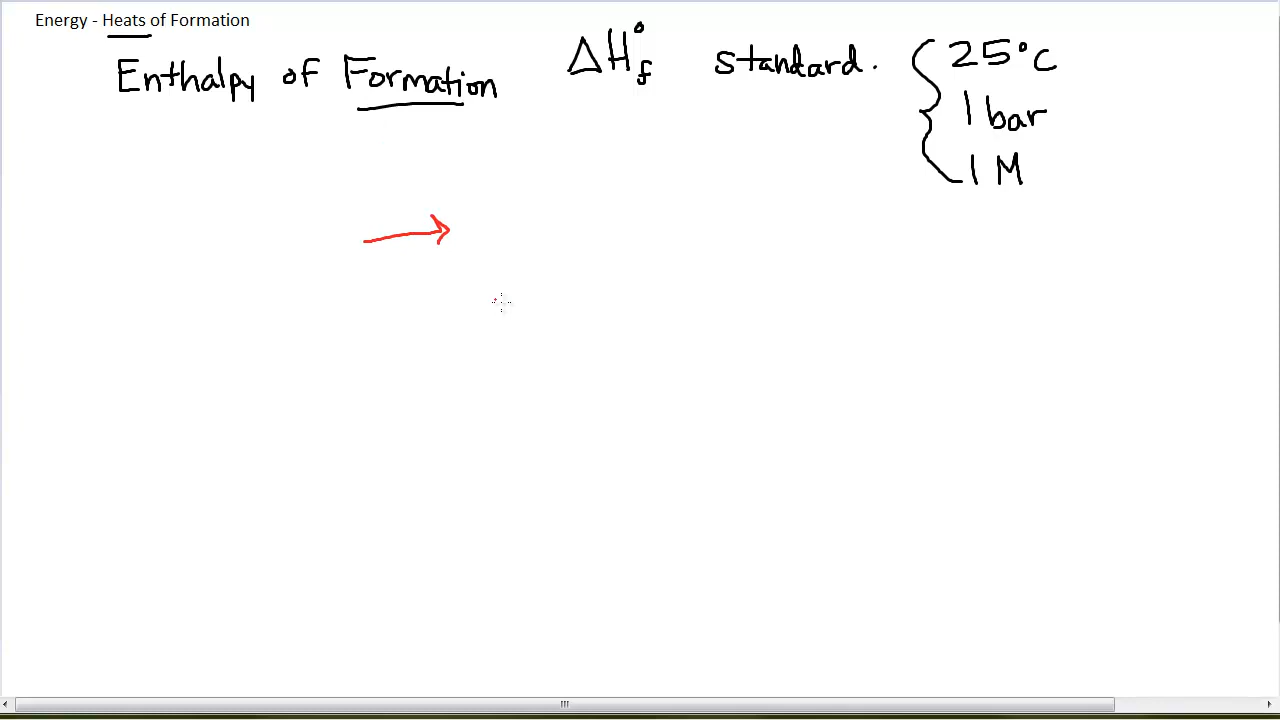 Energy - Heats of Formation
Enthalpy of Formation ΔH°f standard. { 25°C
1 bar
1 M